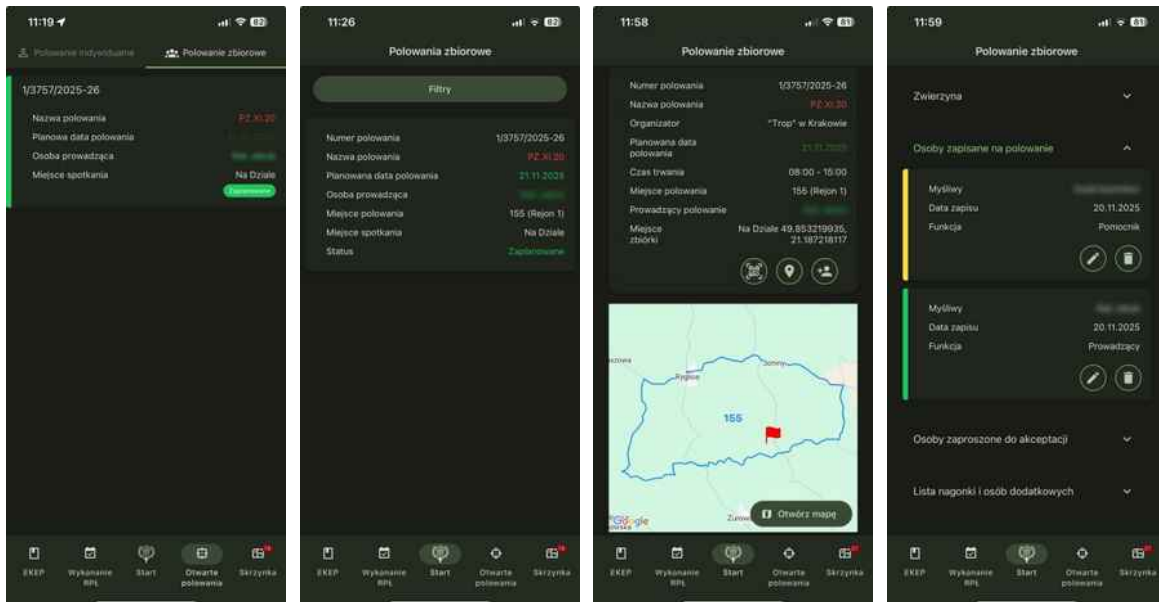 11:19
82
Polowanie indywidualne
Polowanie zbiorowe
1/3757/2025-26
Nazwa polowania PZ.XI.20
Planowa data polowania
Osoba prowadząca
Miejsce spotkania Na Dziale
Zaplanowane
EKEP
Wykonanie RPŁ
Start
Otwarte polowania
Skrzynka
11:26
82
Polowania zbiorowe
Filtry
Numer polowania 1/3757/2025-26
Nazwa polowania PZ.XI.20
Planowana data polowania 21.11.2025
Osoba prowadząca
Miejsce polowania 155 (Rejon 1)
Miejsce spotkania Na Dziale
Status Zaplanowane
EKEP
Wykonanie RPŁ
Start
Otwarte polowania
Skrzynka
11:58
81
Polowanie zbiorowe
Numer polowania 1/3757/2025-26
Nazwa polowania PZ.XI.20
Organizator "Trop" w Krakowie
Planowana data polowania 21.11.2025
Czas trwania 08:00 - 15:00
Miejsce polowania 155 (Rejon 1)
Prowadzący polowanie
Miejsce zbiórki Na Dziale 49.853219935, 21.187218117
Ryglice
Joniny
155
Żurowa
Google
Otwórz mapę
EKEP
Wykonanie RPŁ
Start
Otwarte polowania
Skrzynka
11:59
81
Polowanie zbiorowe
Zwierzyna
Osoby zapisane na polowanie
Myśliwy
Data zapisu 20.11.2025
Funkcja Pomocnik
Myśliwy
Data zapisu 20.11.2025
Funkcja Prowadzący
Osoby zaproszone do akceptacji
Lista nagonki i osób dodatkowych
EKEP
Wykonanie RPŁ
Start
Otwarte polowania
Skrzynka